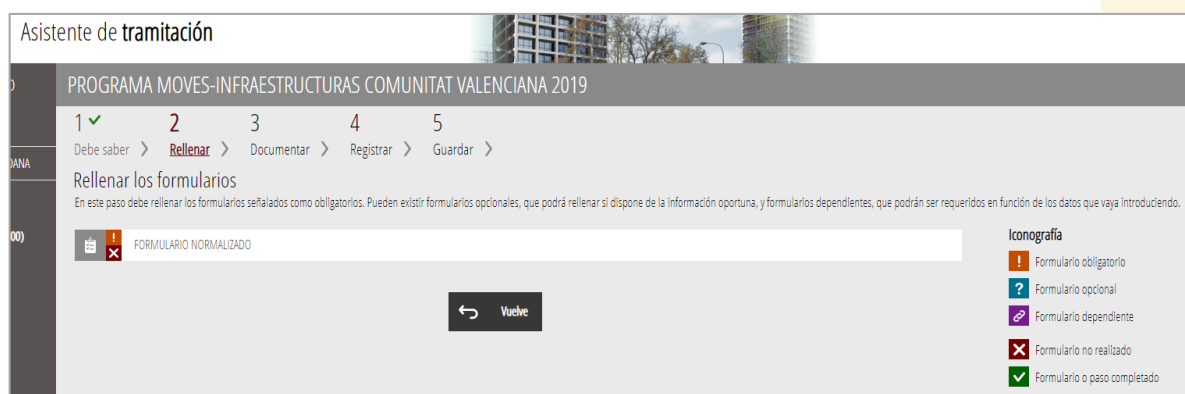 Asistente de tramitación
PROGRAMA MOVES-INFRAESTRUCTURAS COMUNITAT VALENCIANA 2019
1 2 3 4 5
Debe saber > Rellenar > Documentar > Registrar > Guardar >
Rellenar los formularios
En este paso debe rellenar los formularios señalados como obligatorios. Pueden existir formularios opcionales, que podrá rellenar si dispone de la información oportuna, y formularios dependientes, que podrán ser requeridos en función de los datos que vaya introduciendo.
00)
FORMULARIO NORMALIZADO
Vuelve
Iconografía
! Formulario obligatorio
? Formulario opcional
Formulario dependiente
Formulario no realizado
Formulario o paso completado